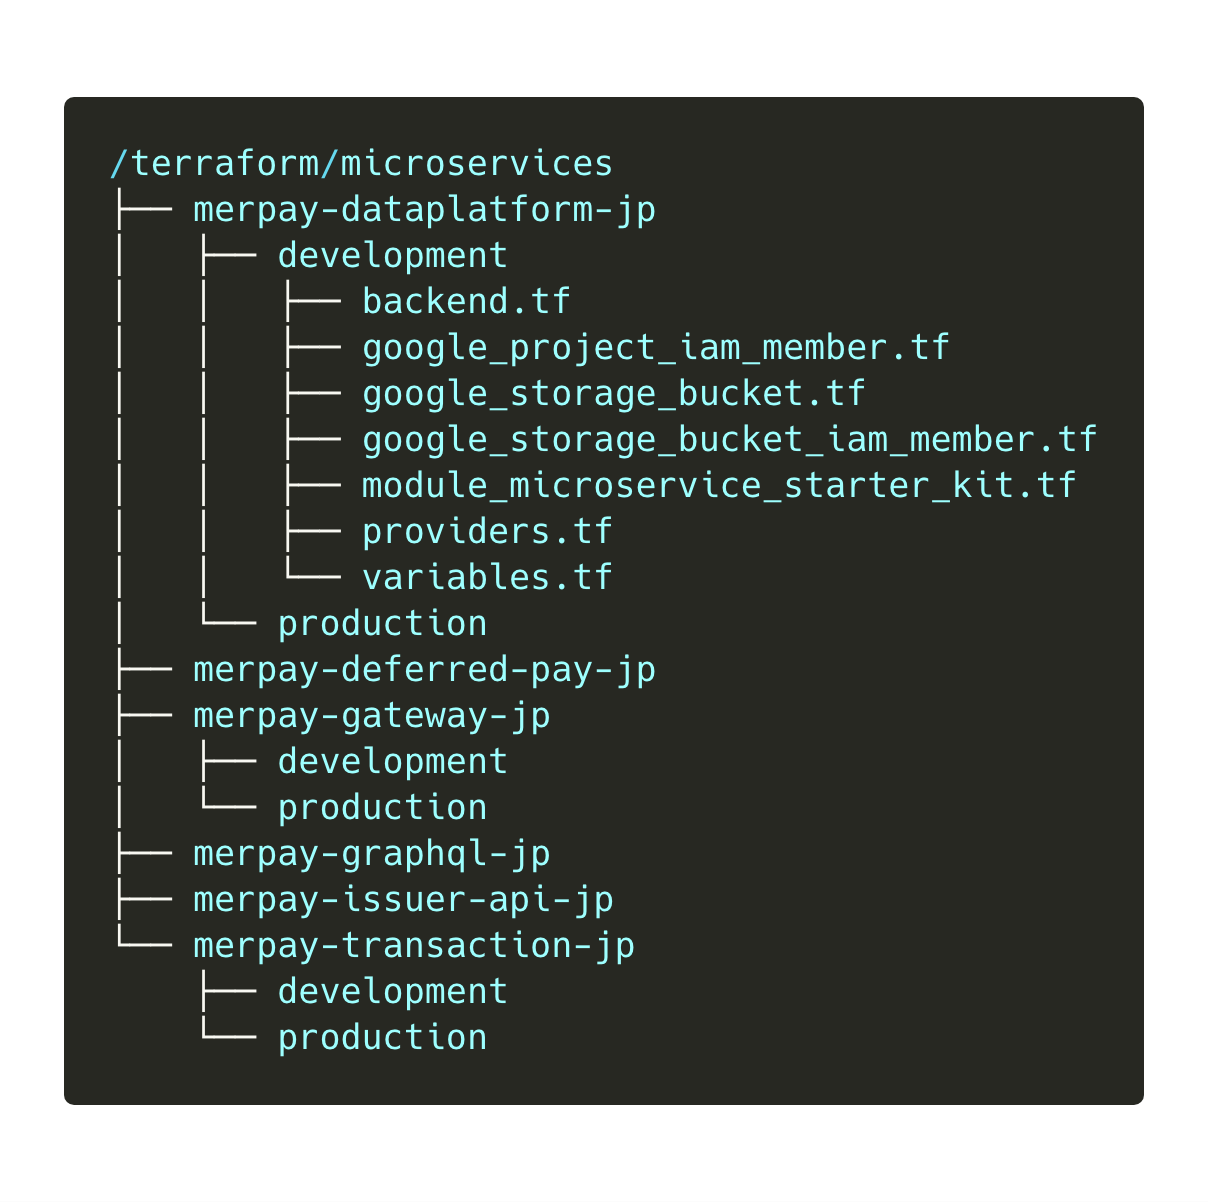 /terraform/microservices
├── merpay-dataplatform-jp
│   ├── development
│   │   ├── backend.tf
│   │   ├── google_project_iam_member.tf
│   │   ├── google_storage_bucket.tf
│   │   ├── google_storage_bucket_iam_member.tf
│   │   ├── module_microservice_starter_kit.tf
│   │   ├── providers.tf
│   │   └── variables.tf
│   └── production
├── merpay-deferred-pay-jp
├── merpay-gateway-jp
│   ├── development
│   └── production
├── merpay-graphql-jp
├── merpay-issuer-api-jp
└── merpay-transaction-jp
    ├── development
    └── production